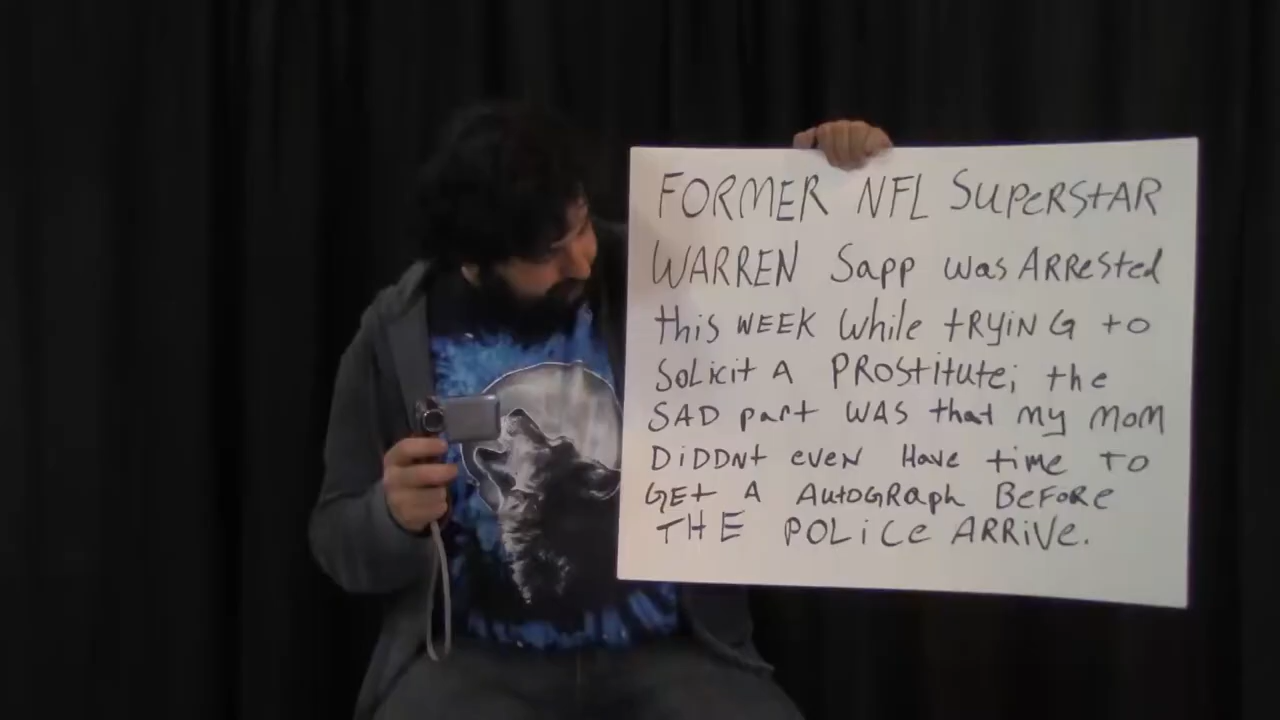 FORMER NFL SUPERSTAR
WARREN Sapp was ARResteD
this WEEK while tRYiNG to
SoLicit A PROStitute; the
SAD part WAS that my MoM
DiDDNt eveN Have time To
GEt A AutoGRAph BeFoRe
THE PoLiCe ARRiVe.